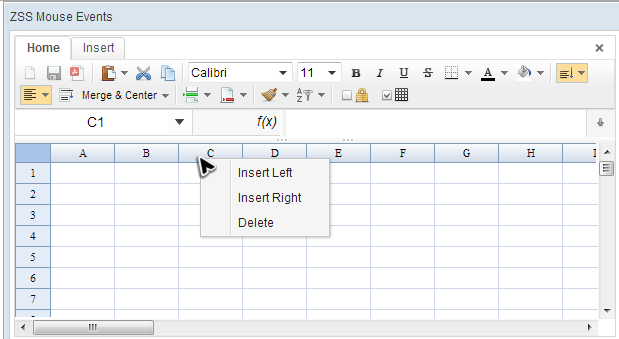 ZSS Mouse Events
Home Insert
Calibri 11 B I U S A
Merge & Center A Z
C1 f(x)
A B C D E F G H I
1 Insert Left
2 Insert Right
3 Delete
4
5
6
7